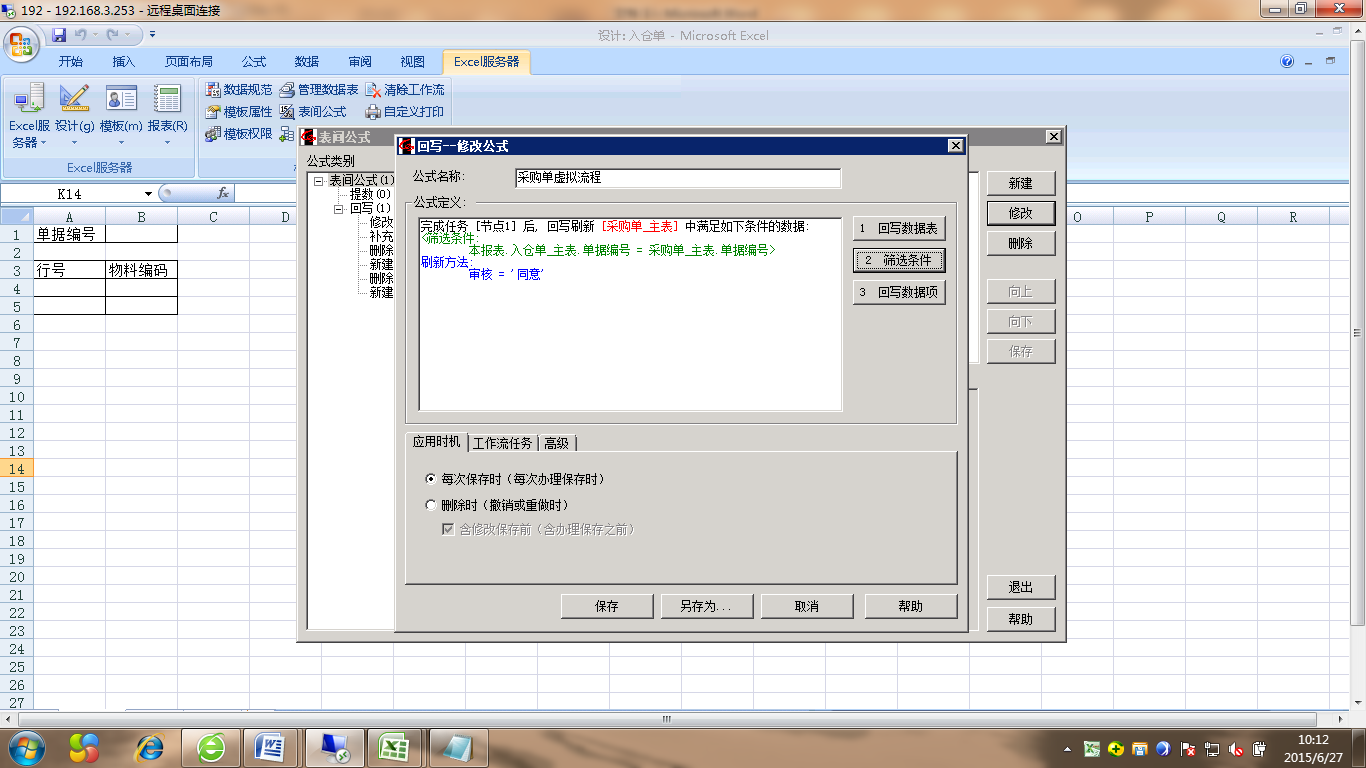 192 - 192.168.3.253 - 远程桌面连接
设计: 入仓单 - Microsoft Excel
开始 插入 页面布局 公式 数据 审阅 视图 Excel服务器
数据规范 管理数据表 清除工作流
Excel服务器 设计(g) 模板(m) 报表(R)
模板属性 表间公式 自定义打印
模板权限
Excel服务器
K14 fx
A B C D O P Q R
1 单据编号
2
3 行号 物料编码
4
5
6
7
8
9
10
11
12
13
14
15
16
17
18
19
20
21
22
23
24
25
26
27
表间公式
公式类别
表间公式(1)
提数(0)
回写(1)
修改
补充
删除
新建
删除
新建
新建
修改
删除
向上
向下
保存
退出
帮助
回写--修改公式
公式名称: 采购单虚拟流程
公式定义:
完成任务 [节点1] 后, 回写刷新 [采购单_主表] 中满足如下条件的数据:
<筛选条件:
本报表.入仓单_主表.单据编号 = 采购单_主表.单据编号>
刷新方法:
审核 = '同意'
1 回写数据表
2 筛选条件
3 回写数据项
应用时机 工作流任务 高级
每次保存时（每次办理保存时）
删除时（撤销或重做时）
含修改保存前（含办理保存之前）
保存 另存为... 取消 帮助
10:12
2015/6/27